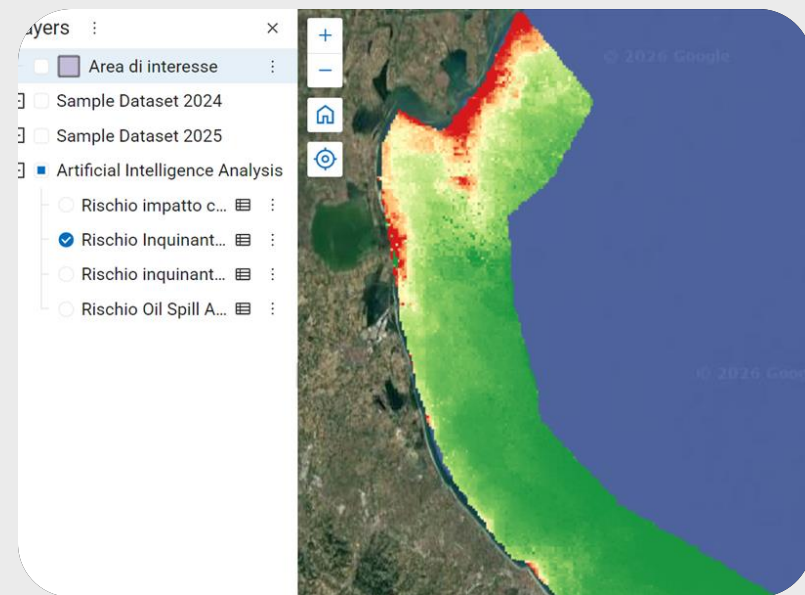 ayers
Area di interesse
Sample Dataset 2024
Sample Dataset 2025
Artificial Intelligence Analysis
Rischio impatto c...
Rischio Inquinant...
Rischio inquinant...
Rischio Oil Spill A...
© 2026 Google
© 2026 Goo